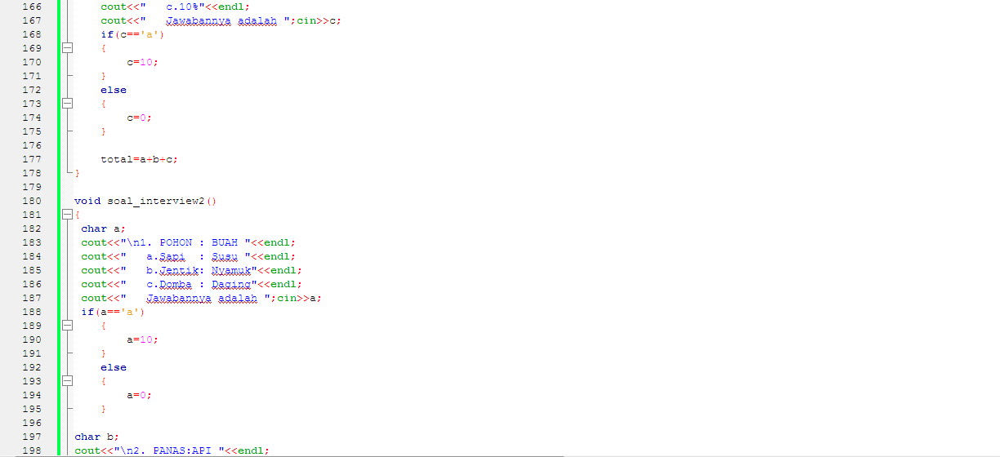 166 cout<<"   c.10%"<<endl;
167 cout<<"   Jawabannya adalah ";cin>>c;
168 if(c=='a')
169 {
170 c=10;
171 }
172 else
173 {
174 c=0;
175 }
176
177 total=a+b+c;
178 }
179
180 void soal_interview2()
181 {
182 char a;
183 cout<<"\n1. POHON : BUAH "<<endl;
184 cout<<"   a.Sapi  : Susu "<<endl;
185 cout<<"   b.Jentik: Nyamuk"<<endl;
186 cout<<"   c.Domba : Daging"<<endl;
187 cout<<"   Jawabannya adalah ";cin>>a;
188 if(a=='a')
189 {
190 a=10;
191 }
192 else
193 {
194 a=0;
195 }
196
197 char b;
198 cout<<"\n2. PANAS:API "<<endl;